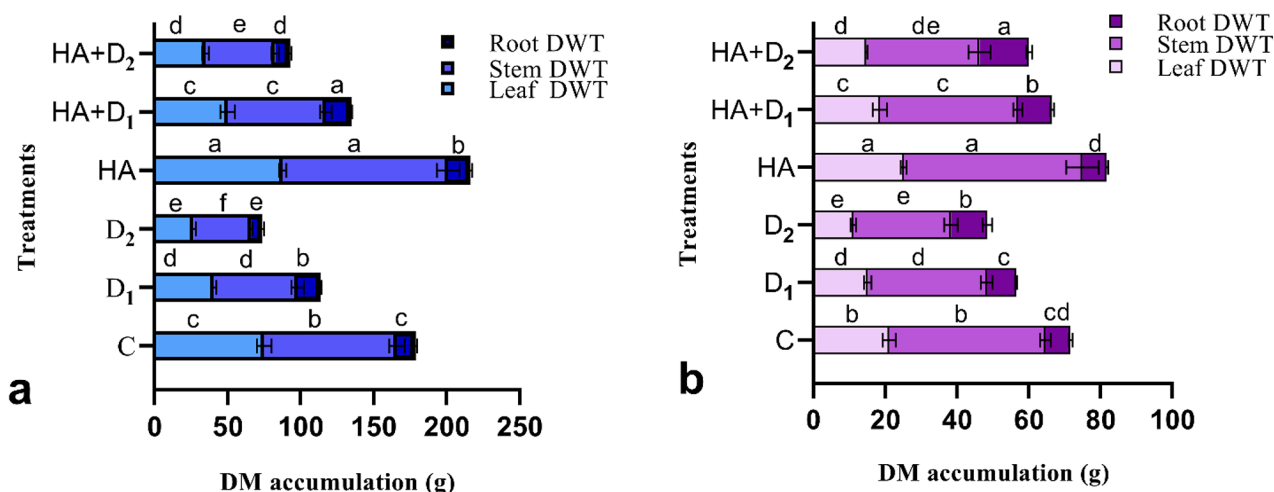 d e d
HA+D2
c c a
HA+D1
a a b
HA
e f e
D2
d d b
D1
c b c
C
Treatments
Root DWT
Stem DWT
Leaf DWT
a
0 50 100 150 200 250
DM accumulation (g)
d de a
HA+D2
c c b
HA+D1
a a d
HA
e e b
D2
d d c
D1
b b cd
C
Treatments
Root DWT
Stem DWT
Leaf DWT
b
0 20 40 60 80 100
DM accumulation (g)